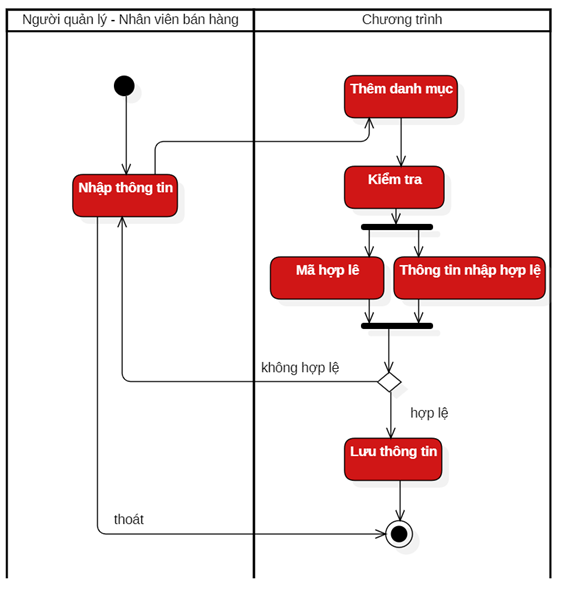 Người quản lý - Nhân viên bán hàng
Chương trình
Thêm danh mục
Nhập thông tin
Kiểm tra
Mã hợp lê
Thông tin nhập hợp lệ
không hợp lệ
hợp lệ
Lưu thông tin
thoát